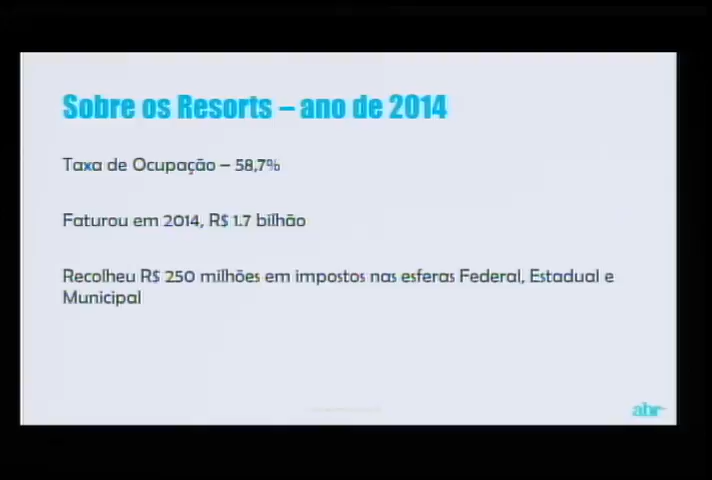 Sobre os Resorts – ano de 2014
Taxa de Ocupação – 58,7%
Faturou em 2014, R$ 1.7 bilhão
Recolheu R$ 250 milhões em impostos nas esferas Federal, Estadual e
Municipal
abr